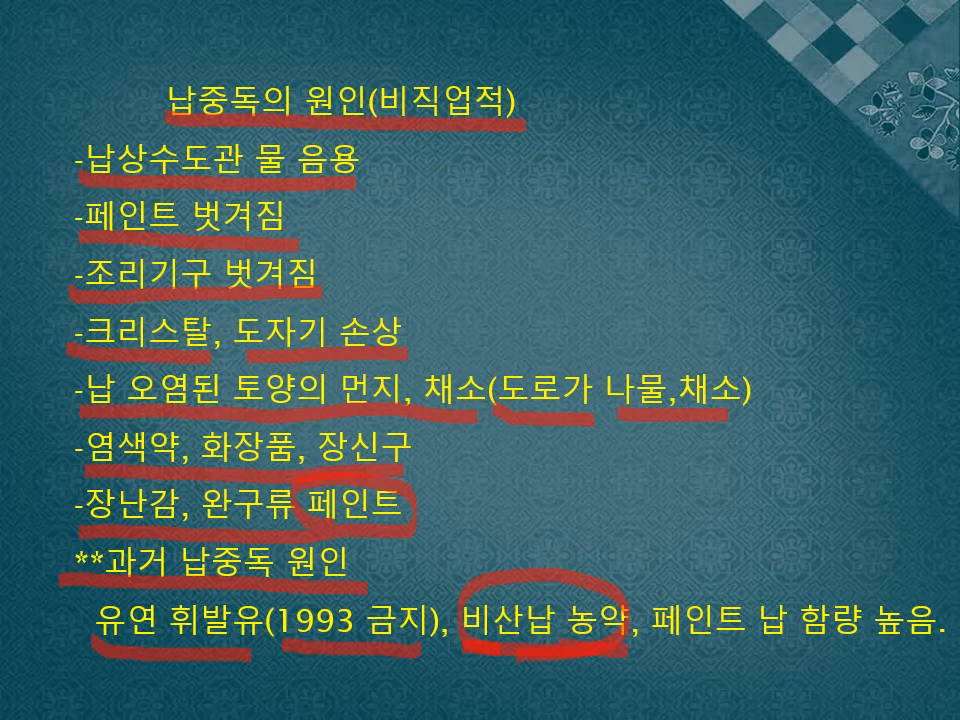 납중독의 원인(비직업적)
-납상수도관 물 음용
-페인트 벗겨짐
-조리기구 벗겨짐
-크리스탈, 도자기 손상
-납 오염된 토양의 먼지, 채소(도로가 나물,채소)
-염색약, 화장품, 장신구
-장난감, 완구류 페인트
**과거 납중독 원인
유연 휘발유(1993 금지), 비산납 농약, 페인트 납 함량 높음.